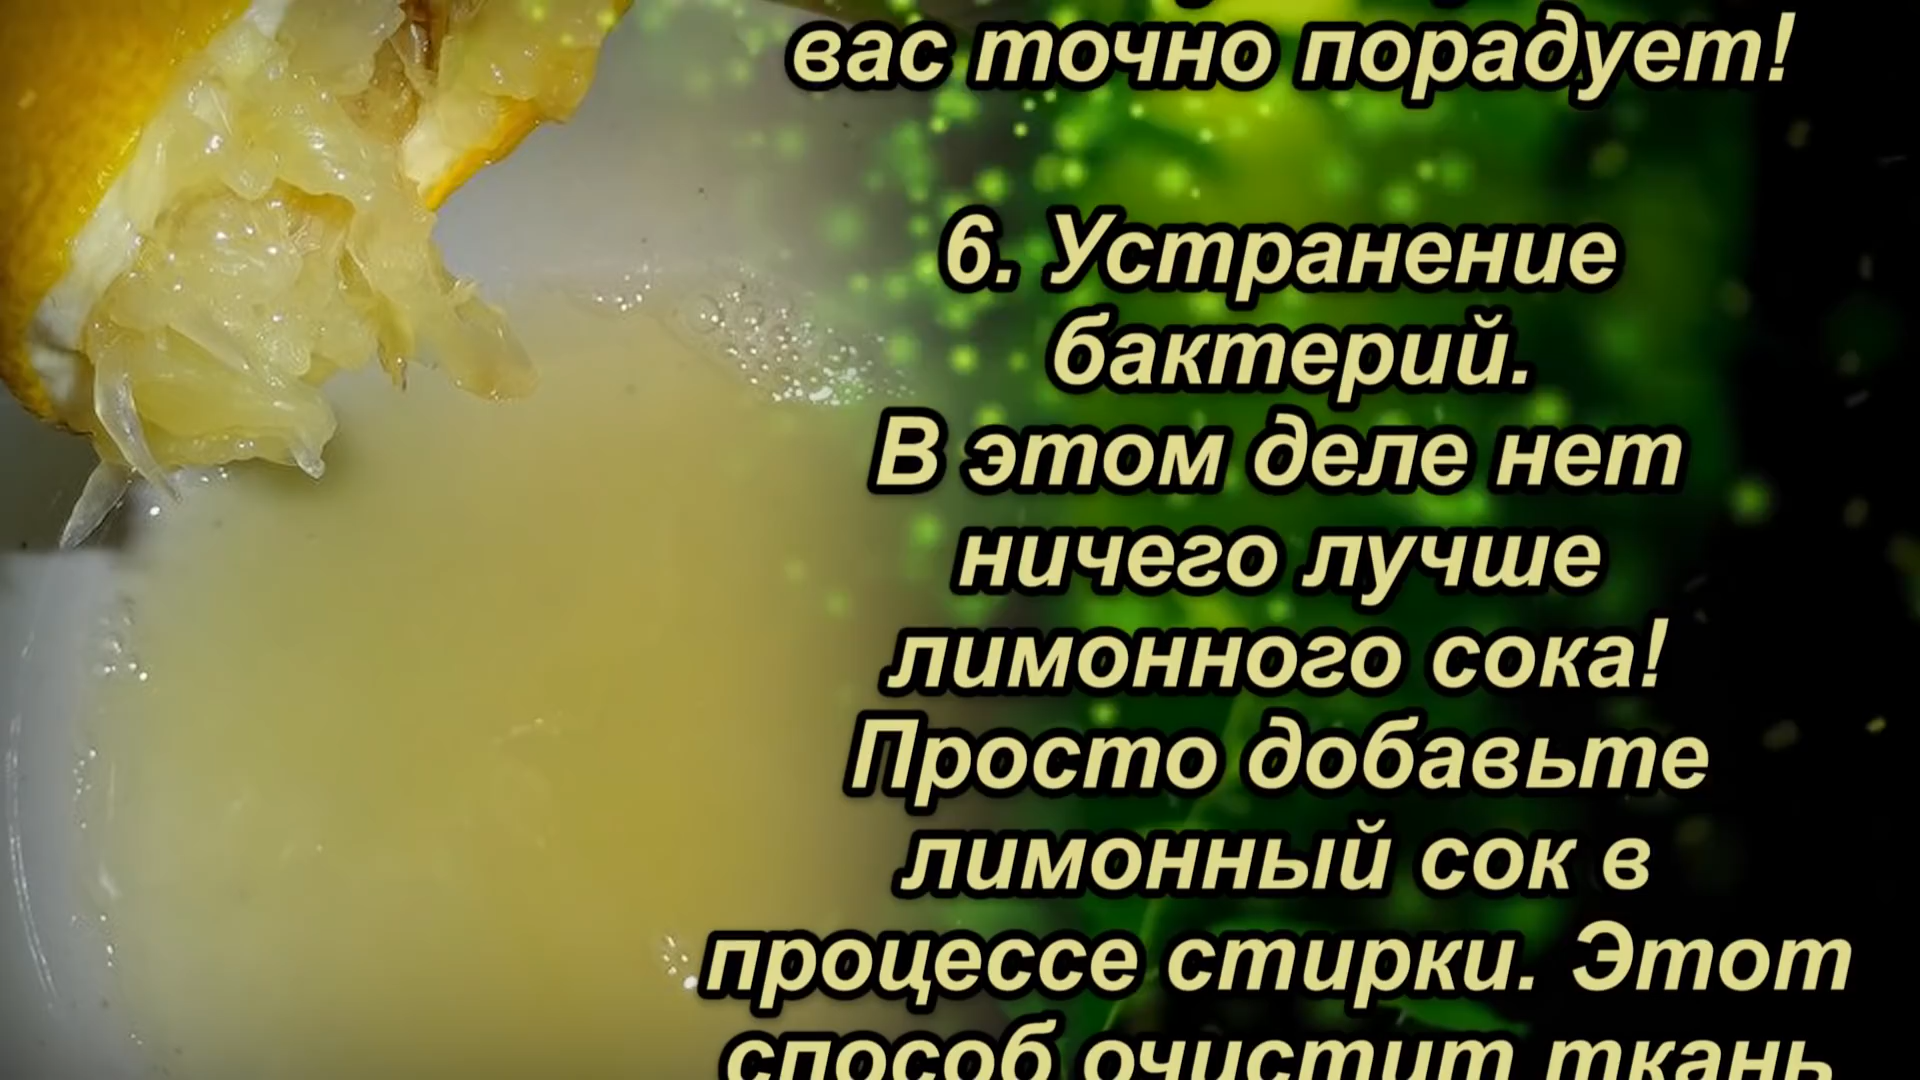 вас точно порадует!
6. Устранение
бактерий.
В этом деле нет
ничего лучше
лимонного сока!
Просто добавьте
лимонный сок в
процессе стирки. Этот
способ очистит ткань